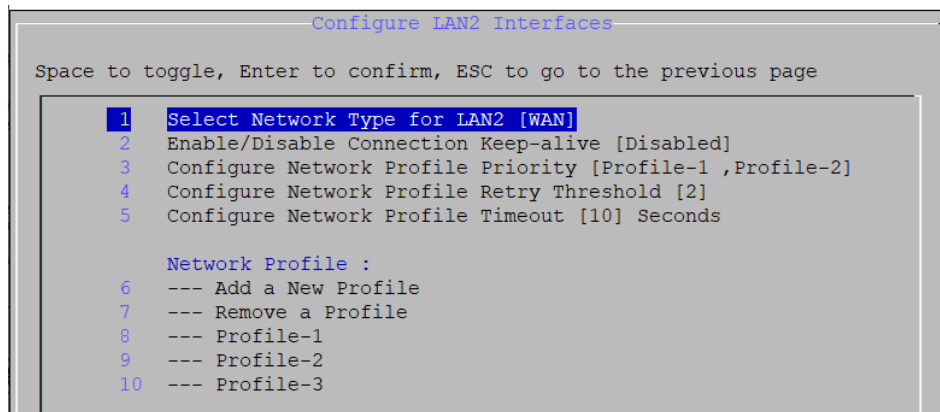 Configure LAN2 Interfaces
Space to toggle, Enter to confirm, ESC to go to the previous page
1 Select Network Type for LAN2 [WAN]
2 Enable/Disable Connection Keep-alive [Disabled]
3 Configure Network Profile Priority [Profile-1 ,Profile-2]
4 Configure Network Profile Retry Threshold [2]
5 Configure Network Profile Timeout [10] Seconds
Network Profile :
6 --- Add a New Profile
7 --- Remove a Profile
8 --- Profile-1
9 --- Profile-2
10 --- Profile-3